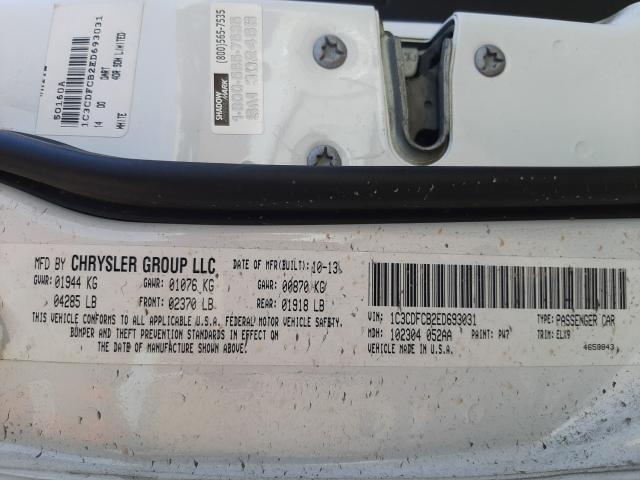 50160A
1C3CDFCB2ED693031
14 DD DART
4DR SDN LIMITED
WHITE
SHADOW MARK
(800)565-7535
MFD BY CHRYSLER GROUP LLC
DATE OF MFR(BUILT): 10-13
GVWR: 01944 KG GAWR: 01076 KG GAWR: 00870 KG
04285 LB FRONT: 02370 LB REAR: 01918 LB
THIS VEHICLE CONFORMS TO ALL APPLICABLE U.S.A. FEDERAL MOTOR VEHICLE SAFETY,
BUMPER AND THEFT PREVENTION STANDARDS IN EFFECT ON
THE DATE OF MANUFACTURE SHOWN ABOVE.
VIN: 1C3CDFCB2ED693031 TYPE: PASSENGER CAR
MDH: 102304 052AA PAINT: PW7 TRIM: ELX9
VEHICLE MADE IN U.S.A. 4658843